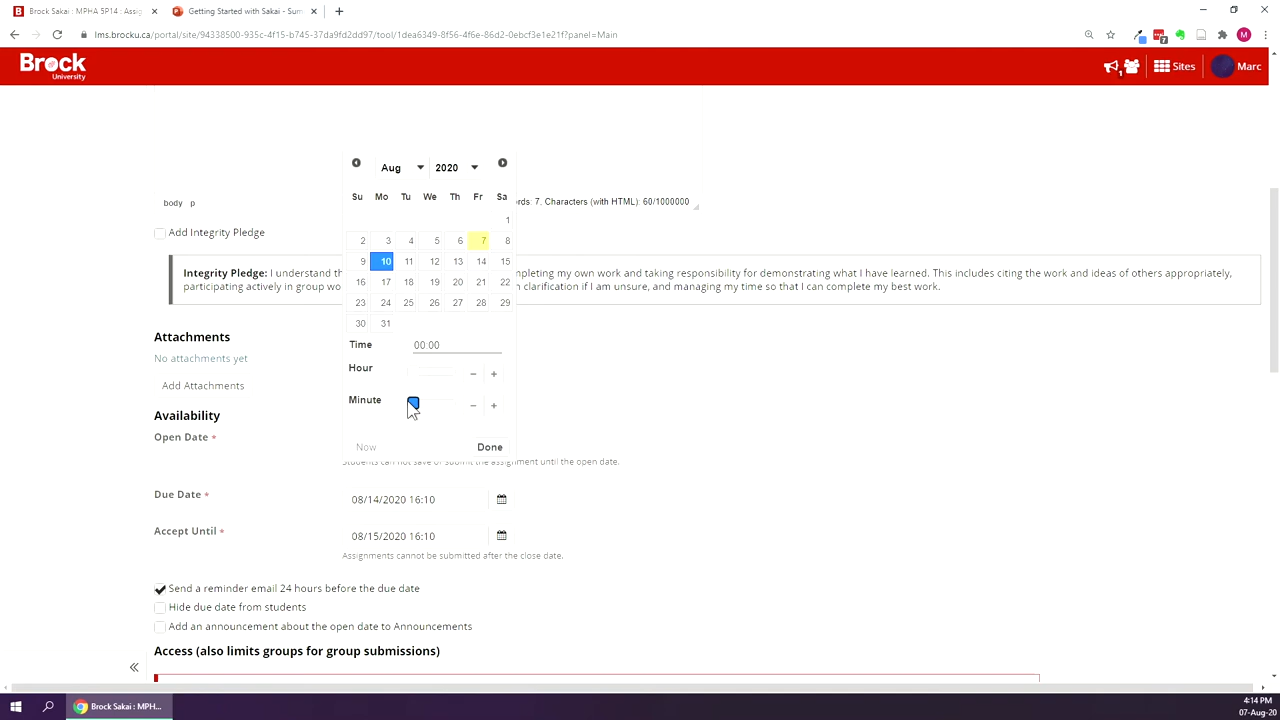 Brock Sakai : MPHA 5P14 : Assig
Getting Started with Sakai - Sum
lms.brocku.ca/portal/site/94338500-935c-4f15-b745-37da9fd2dd97/tool/1dea6349-8f56-4f6e-86d2-0ebcf3e1e21f?panel=Main
7
M
Brock
University
1
Sites
Marc
Aug
2020
Su Mo Tu We Th Fr Sa
1
2 3 4 5 6 7 8
9 10 11 12 13 14 15
16 17 18 19 20 21 22
23 24 25 26 27 28 29
30 31
Time 00:00
Hour - +
Minute - +
Now Done
body p
rds: 7, Characters (with HTML): 60/1000000
Add Integrity Pledge
Integrity Pledge: I understand th
mpleting my own work and taking responsibility for demonstrating what I have learned. This includes citing the work and ideas of others appropriately,
participating actively in group wo
n clarification if I am unsure, and managing my time so that I can complete my best work.
Attachments
No attachments yet
Add Attachments
Availability
Open Date *
Students can not save or submit the assignment until the open date.
Due Date * 08/14/2020 16:10
Accept Until * 08/15/2020 16:10
Assignments cannot be submitted after the close date.
Send a reminder email 24 hours before the due date
Hide due date from students
Add an announcement about the open date to Announcements
Access (also limits groups for group submissions)
Brock Sakai : MPH...
4:14 PM
07-Aug-20